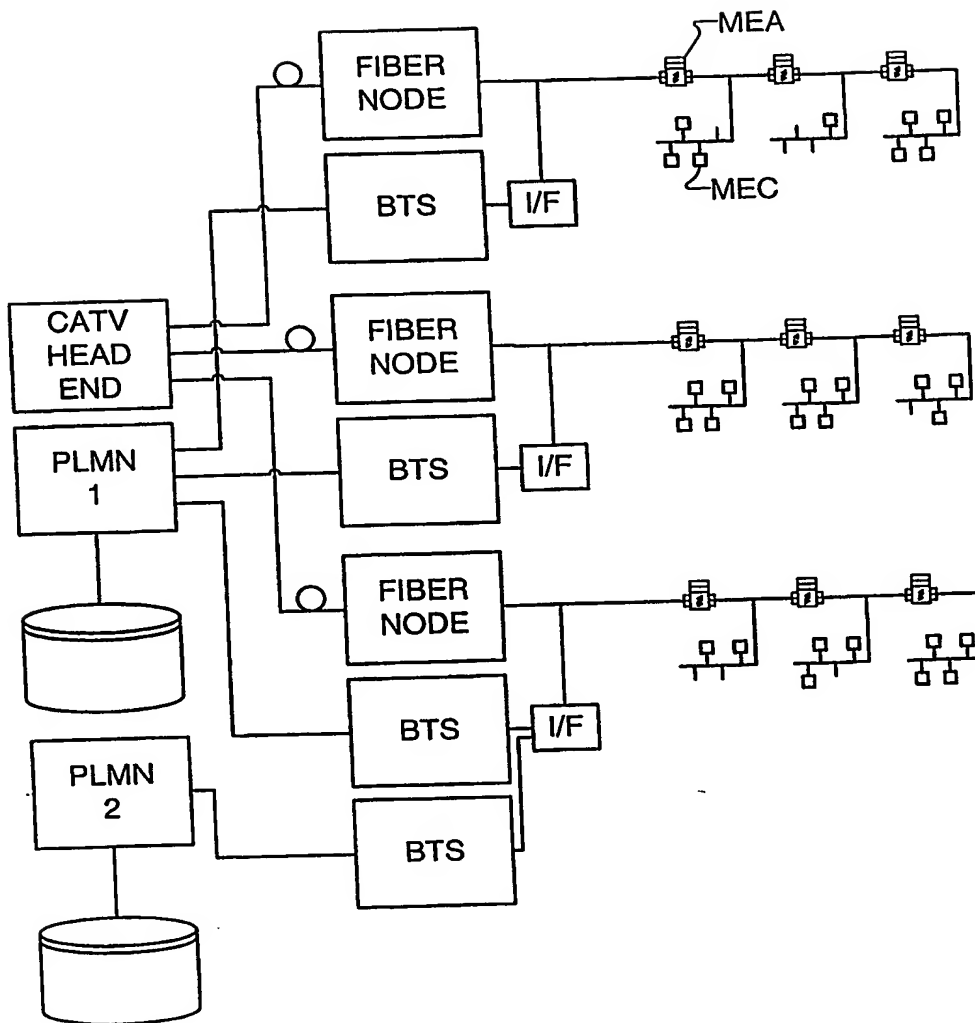 MEA
FIBER
NODE
BTS
I/F
MEC
CATV
HEAD
END
FIBER
NODE
PLMN
1
BTS
I/F
FIBER
NODE
BTS
I/F
PLMN
2
BTS